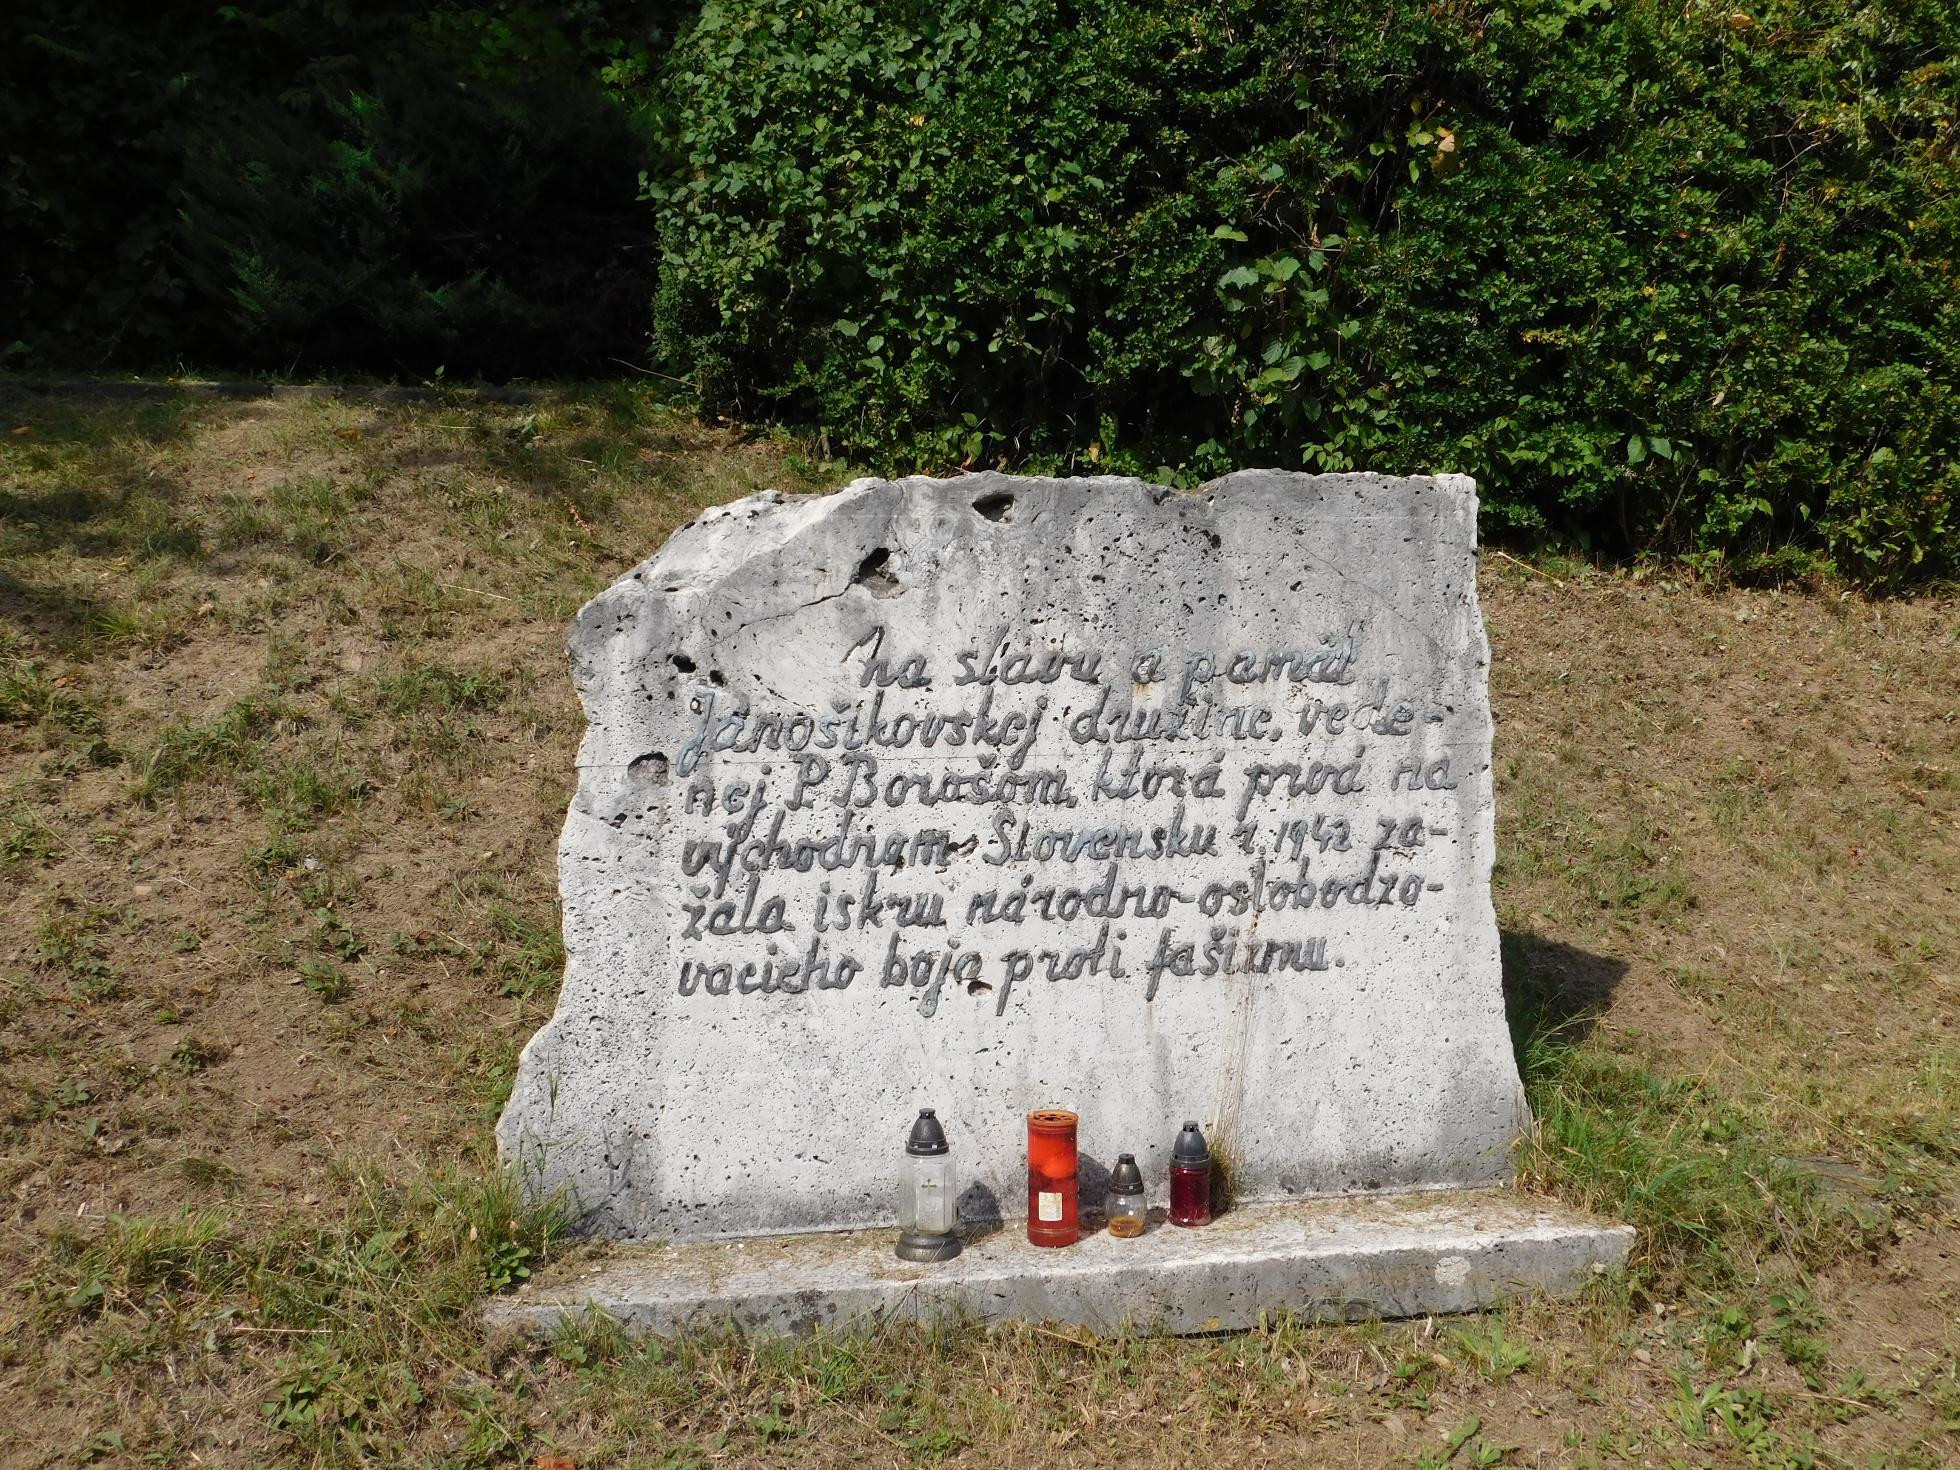 na slávu a pamäť
Jánošíkovskej družine, vede-
nej P. Borošom, ktorá prvá na
východnom Slovensku r. 1942 za-
žala iskru národno-oslobodzo-
vacieho boja proti fašizmu.